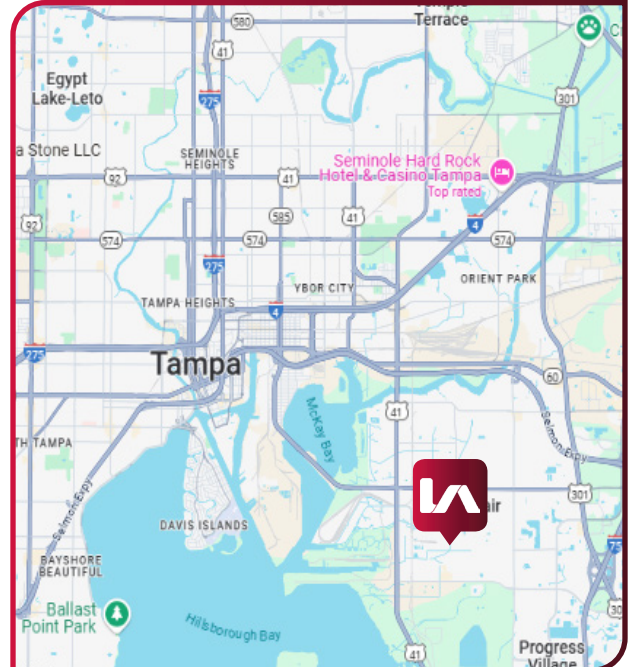 Terrace
580
41
Egypt
Lake-Leto
275
301
a Stone LLC
SEMINOLE
HEIGHTS
Seminole Hard Rock
Hotel & Casino Tampa
Top rated
92
41
92
585
41
4
574
574
574
275
ORIENT PARK
YBOR CITY
TAMPA HEIGHTS
4
275
Tampa
60
McKay Bay
41
Selmon Expy
TH TAMPA
Selmon Expy
301
air
DAVIS ISLANDS
75
BAYSHORE
BEAUTIFUL
Ballast
Point Park
Hillsborough Bay
30
41
Progress
Village